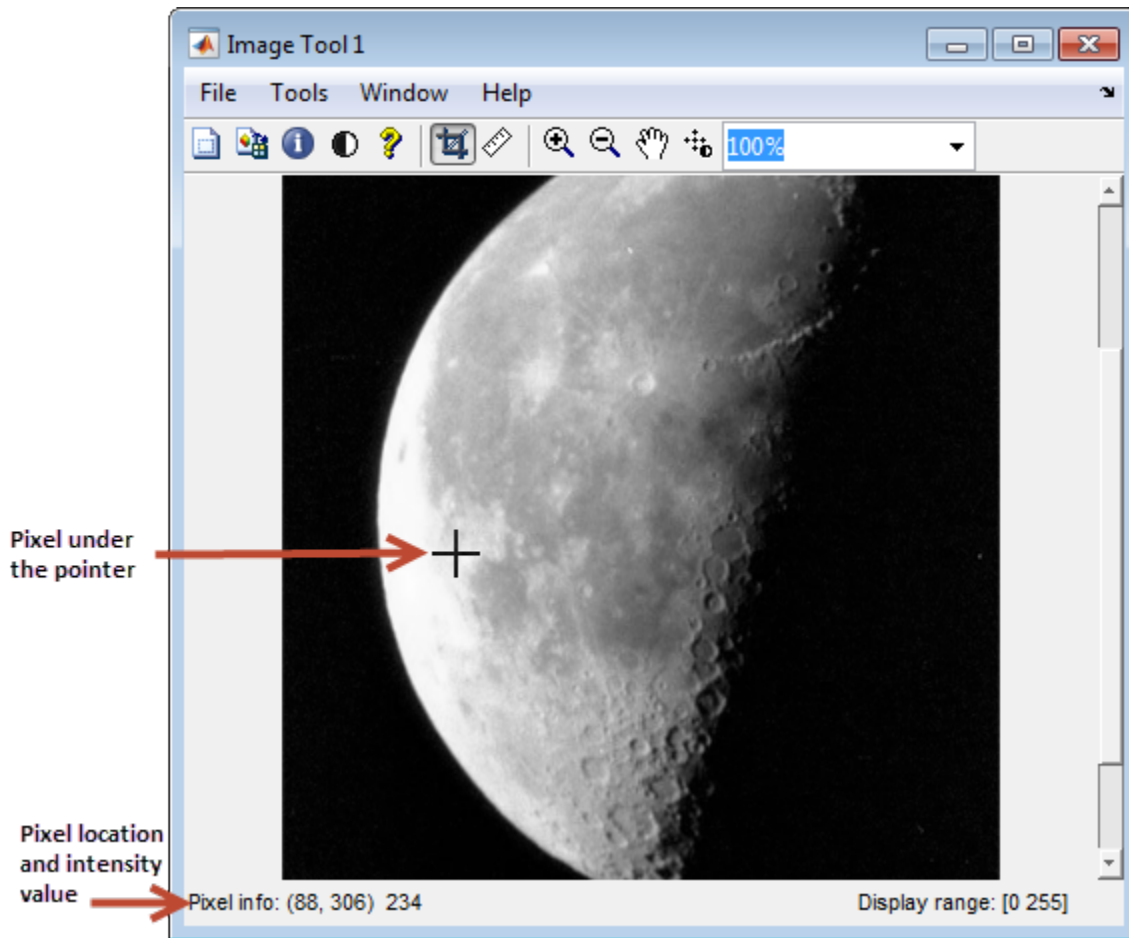 Image Tool 1
File Tools Window Help
100%
Pixel under
the pointer
Pixel location
and intensity
value
Pixel info: (88, 306) 234 Display range: [0 255]